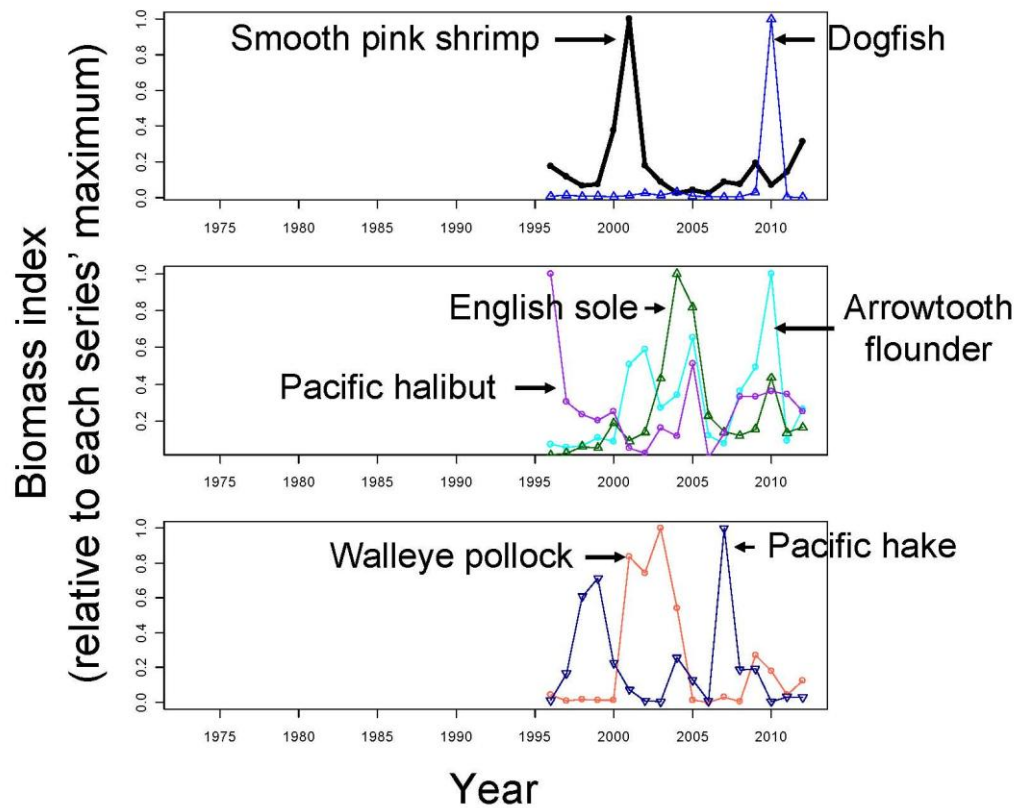 Biomass index
(relative to each series’ maximum)
1.0
0.8
0.6
0.4
0.2
0.0
Smooth pink shrimp
Dogfish
1975 1980 1985 1990 1995 2000 2005 2010
1.0
0.8
0.6
0.4
0.2
English sole
Arrowtooth
flounder
Pacific halibut
1975 1980 1985 1990 1995 2000 2005 2010
1.0
0.8
0.6
0.4
0.2
0.0
Walleye pollock
Pacific hake
1975 1980 1985 1990 1995 2000 2005 2010
Year